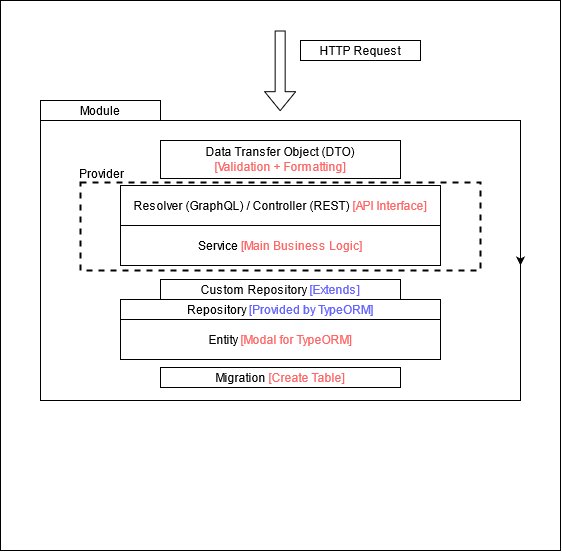 HTTP Request
Module
Data Transfer Object (DTO)
[Validation + Formatting]
Provider
Resolver (GraphQL) / Controller (REST) [API Interface]
Service [Main Business Logic]
Custom Repository [Extends]
Repository [Provided by TypeORM]
Entity [Modal for TypeORM]
Migration [Create Table]